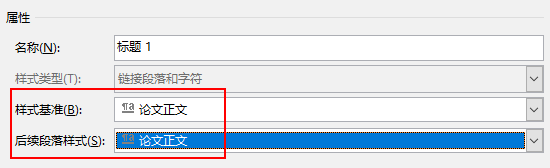 属性
名称(N): 标题 1
样式类型(T): 链接段落和字符
样式基准(B): ¶a 论文正文
后续段落样式(S): ¶a 论文正文